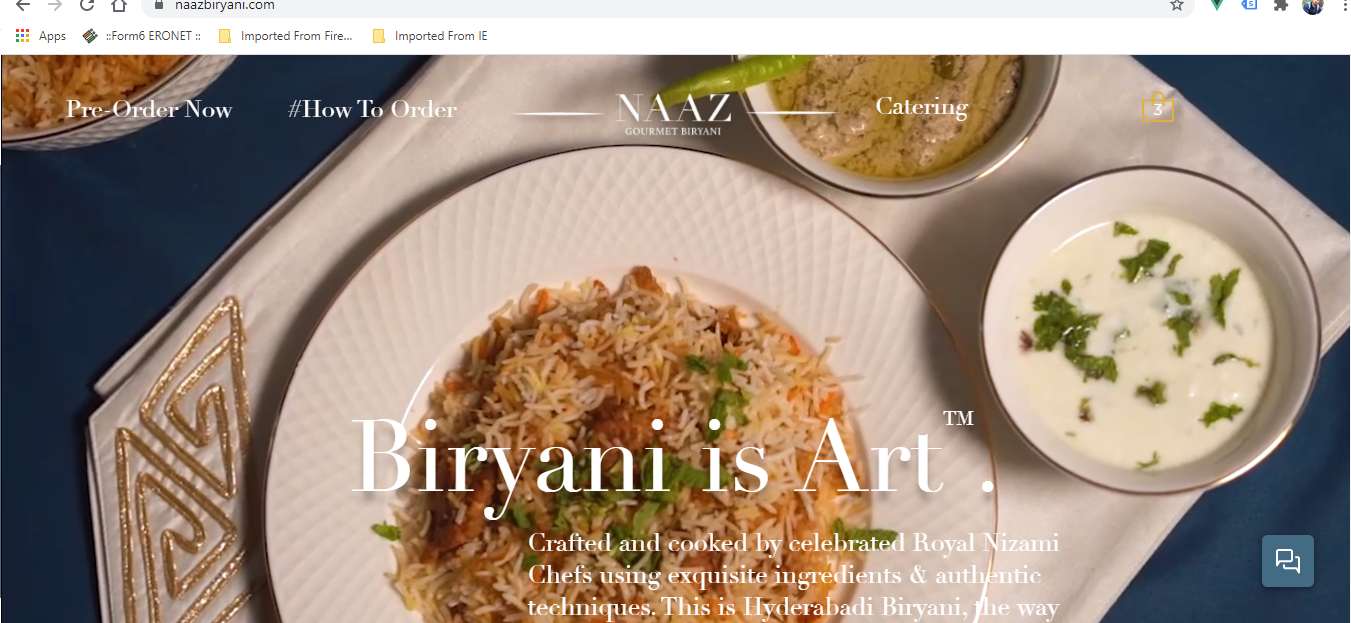 naazbiryani.com
Apps
::Form6 ERONET ::
Imported From Fire...
Imported From IE
Pre-Order Now
#How To Order
NAAZ
GOURMET BIRYANI
Catering
3
Biryani is Art™.
Crafted and cooked by celebrated Royal Nizami
Chefs using exquisite ingredients & authentic
techniques. This is Hyderabadi Biryani, the way